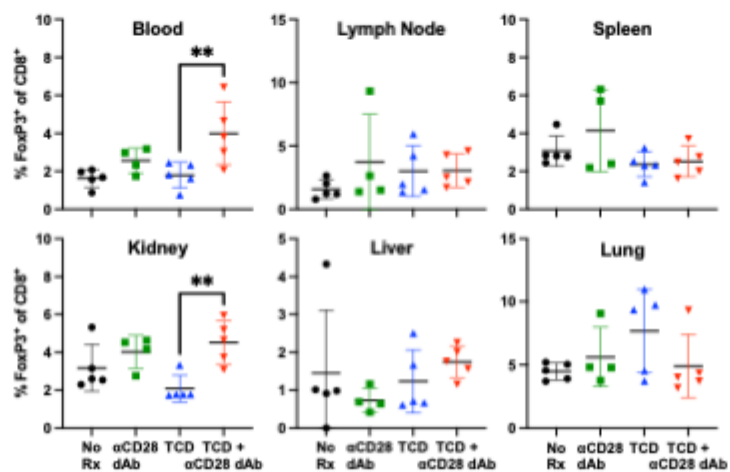 Blood
Lymph Node
Spleen
% FoxP3⁺ of CD8⁺
10
8
6
4
2
0
**
15
10
5
0
10
8
6
4
2
0
Kidney
Liver
Lung
% FoxP3⁺ of CD8⁺
10
8
6
4
2
0
**
5
4
3
2
1
0
15
10
5
0
No αCD28 TCD TCD +
Rx dAb αCD28 dAb
No αCD28 TCD TCD +
Rx dAb αCD28 dAb
No αCD28 TCD TCD +
Rx dAb αCD28 dAb